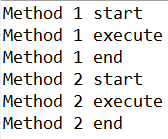 Method 1 start
Method 1 execute
Method 1 end
Method 2 start
Method 2 execute
Method 2 end